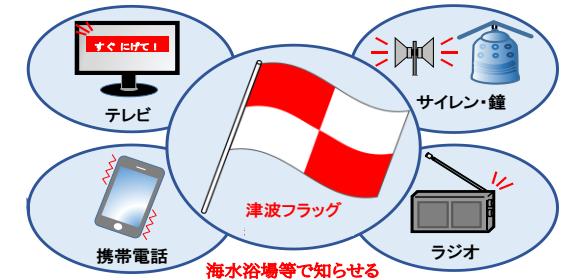 すぐ にげて！
テレビ
サイレン・鐘
津波フラッグ
携帯電話
ラジオ
海水浴場等で知らせる